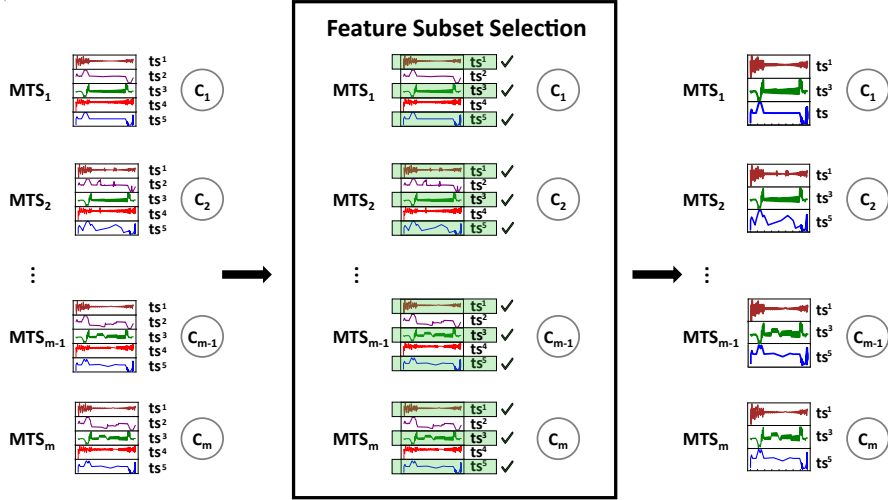 Feature Subset Selection
MTS1 ts1 ts2 ts3 ts4 ts5 C1
MTS2 ts1 ts2 ts3 ts4 ts5 C2
⋮
MTSm-1 ts1 ts2 ts3 ts4 ts5 Cm-1
MTSm ts1 ts2 ts3 ts4 ts5 Cm
MTS1 ts1 ✓ ts2 ts3 ✓ ts4 ts5 ✓ C1
MTS2 ts1 ✓ ts2 ts3 ✓ ts4 ts5 ✓ C2
⋮
MTSm-1 ts1 ✓ ts2 ts3 ✓ ts4 ts5 ✓ Cm-1
MTSm ts1 ✓ ts2 ts3 ✓ ts4 ts5 ✓ Cm
MTS1 ts1 ts3 ts C1
MTS2 ts1 ts3 ts5 C2
⋮
MTSm-1 ts1 ts3 ts5 Cm-1
MTSm ts1 ts3 ts5 Cm